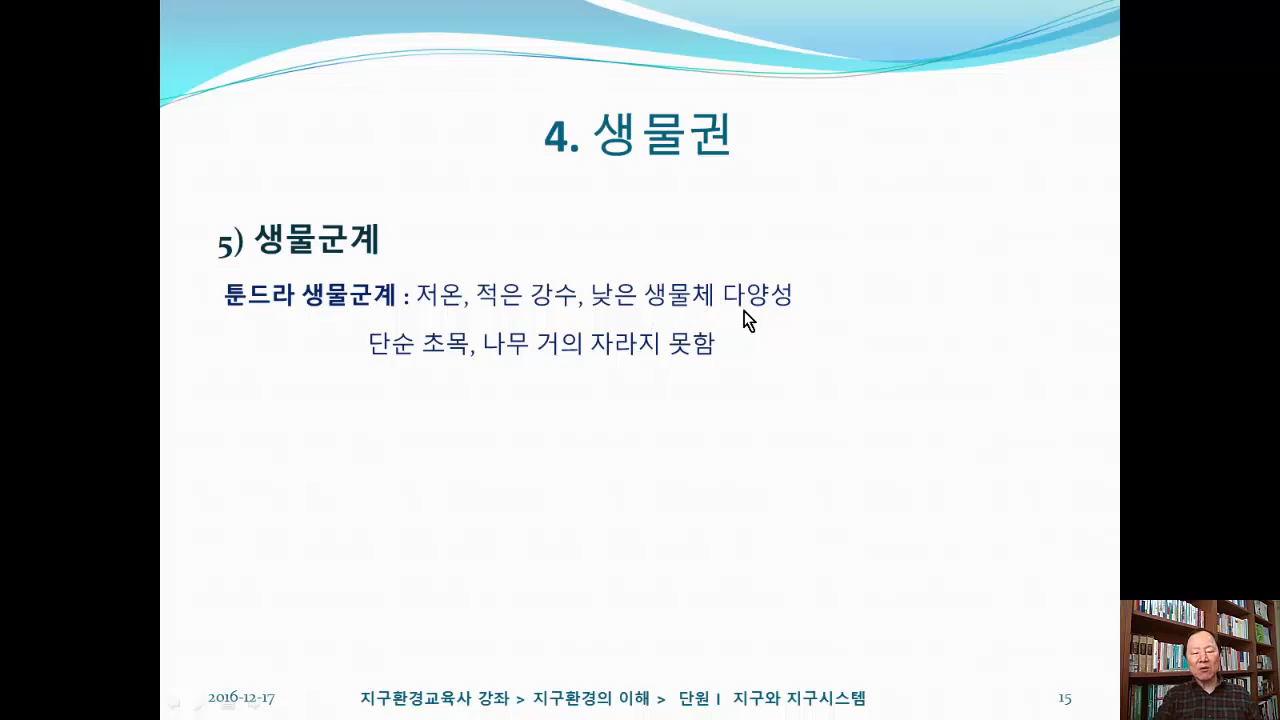 4. 생물권
5) 생물군계
툰드라 생물군계 : 저온, 적은 강수, 낮은 생물체 다양성
단순 초목, 나무 거의 자라지 못함
2016-12-17 지구환경교육사 강좌 > 지구환경의 이해 > 단원 I 지구와 지구시스템 15